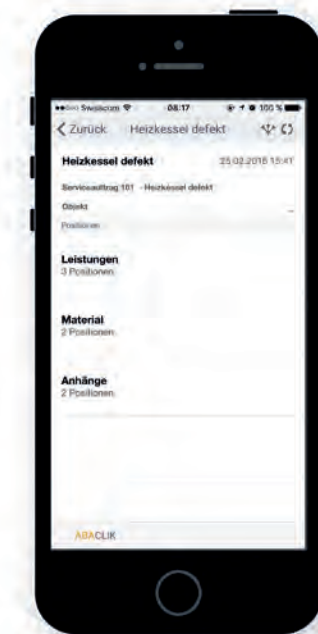 Swisscom 08:17 100 %
Zurück Heizkessel defekt
Heizkessel defekt 25.02.2016 15:41
Serviceauftrag 101 - Heizkessel defekt
Objekt
Positionen
Leistungen
3 Positionen
Material
2 Positionen
Anhänge
2 Positionen
ABACLIK